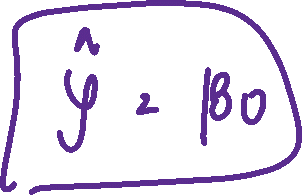 ŷ = β0